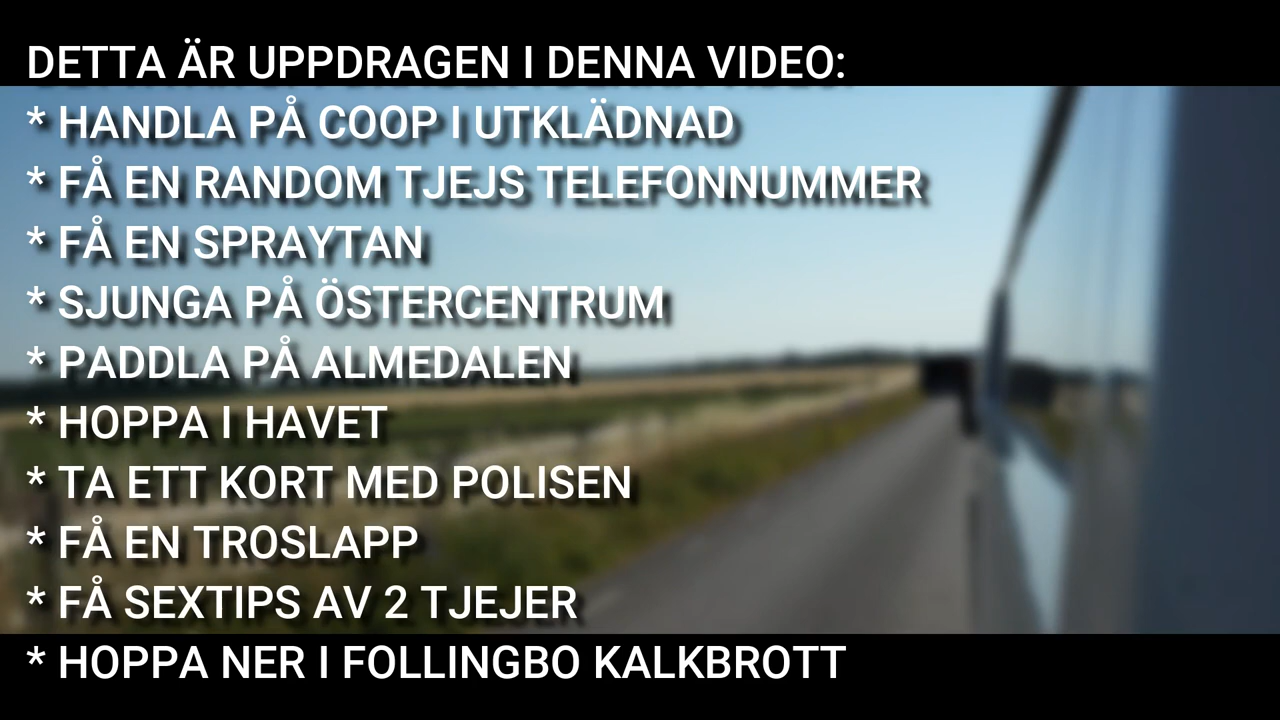 DETTA ÄR UPPDRAGEN I DENNA VIDEO:
* HANDLA PÅ COOP I UTKLÄDNAD
* FÅ EN RANDOM TJEJS TELEFONNUMMER
* FÅ EN SPRAYTAN
* SJUNGA PÅ ÖSTERCENTRUM
* PADDLA PÅ ALMEDALEN
* HOPPA I HAVET
* TA ETT KORT MED POLISEN
* FÅ EN TROSLAPP
* FÅ SEXTIPS AV 2 TJEJER
* HOPPA NER I FOLLINGBO KALKBROTT